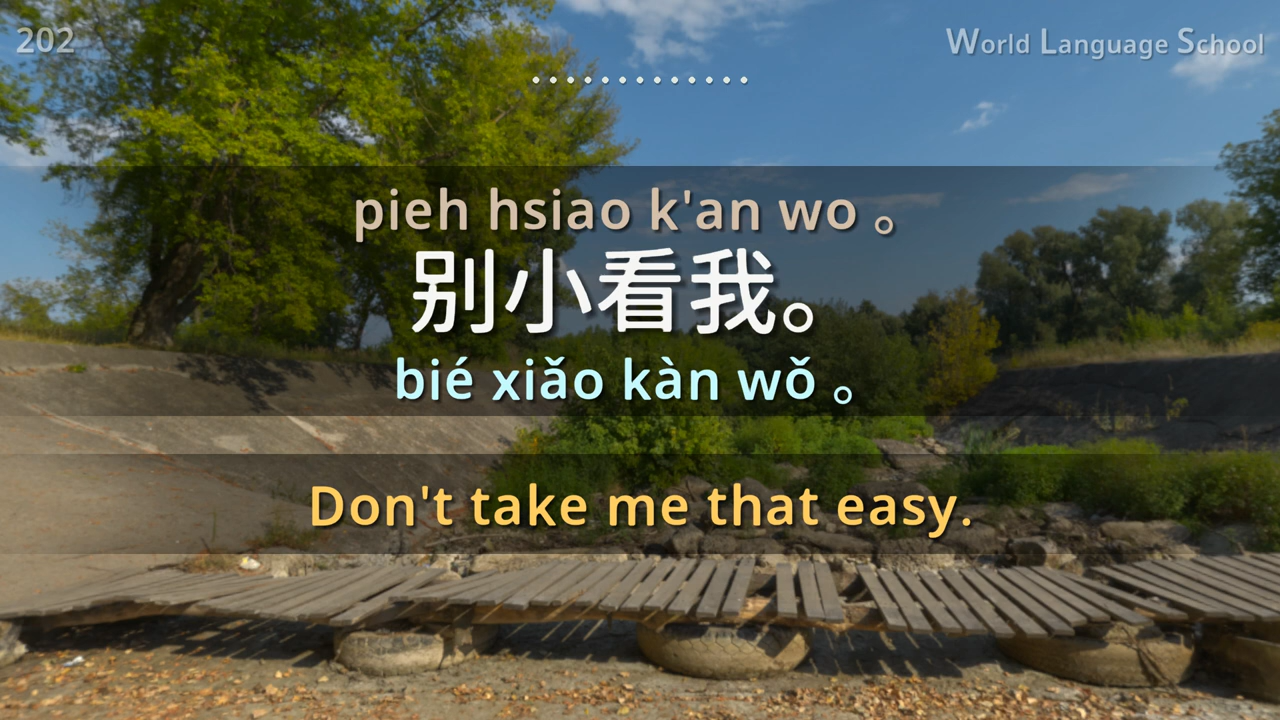 202
World Language School
pieh hsiao k'an wo 。
别小看我。
bié xiǎo kàn wǒ 。
Don't take me that easy.